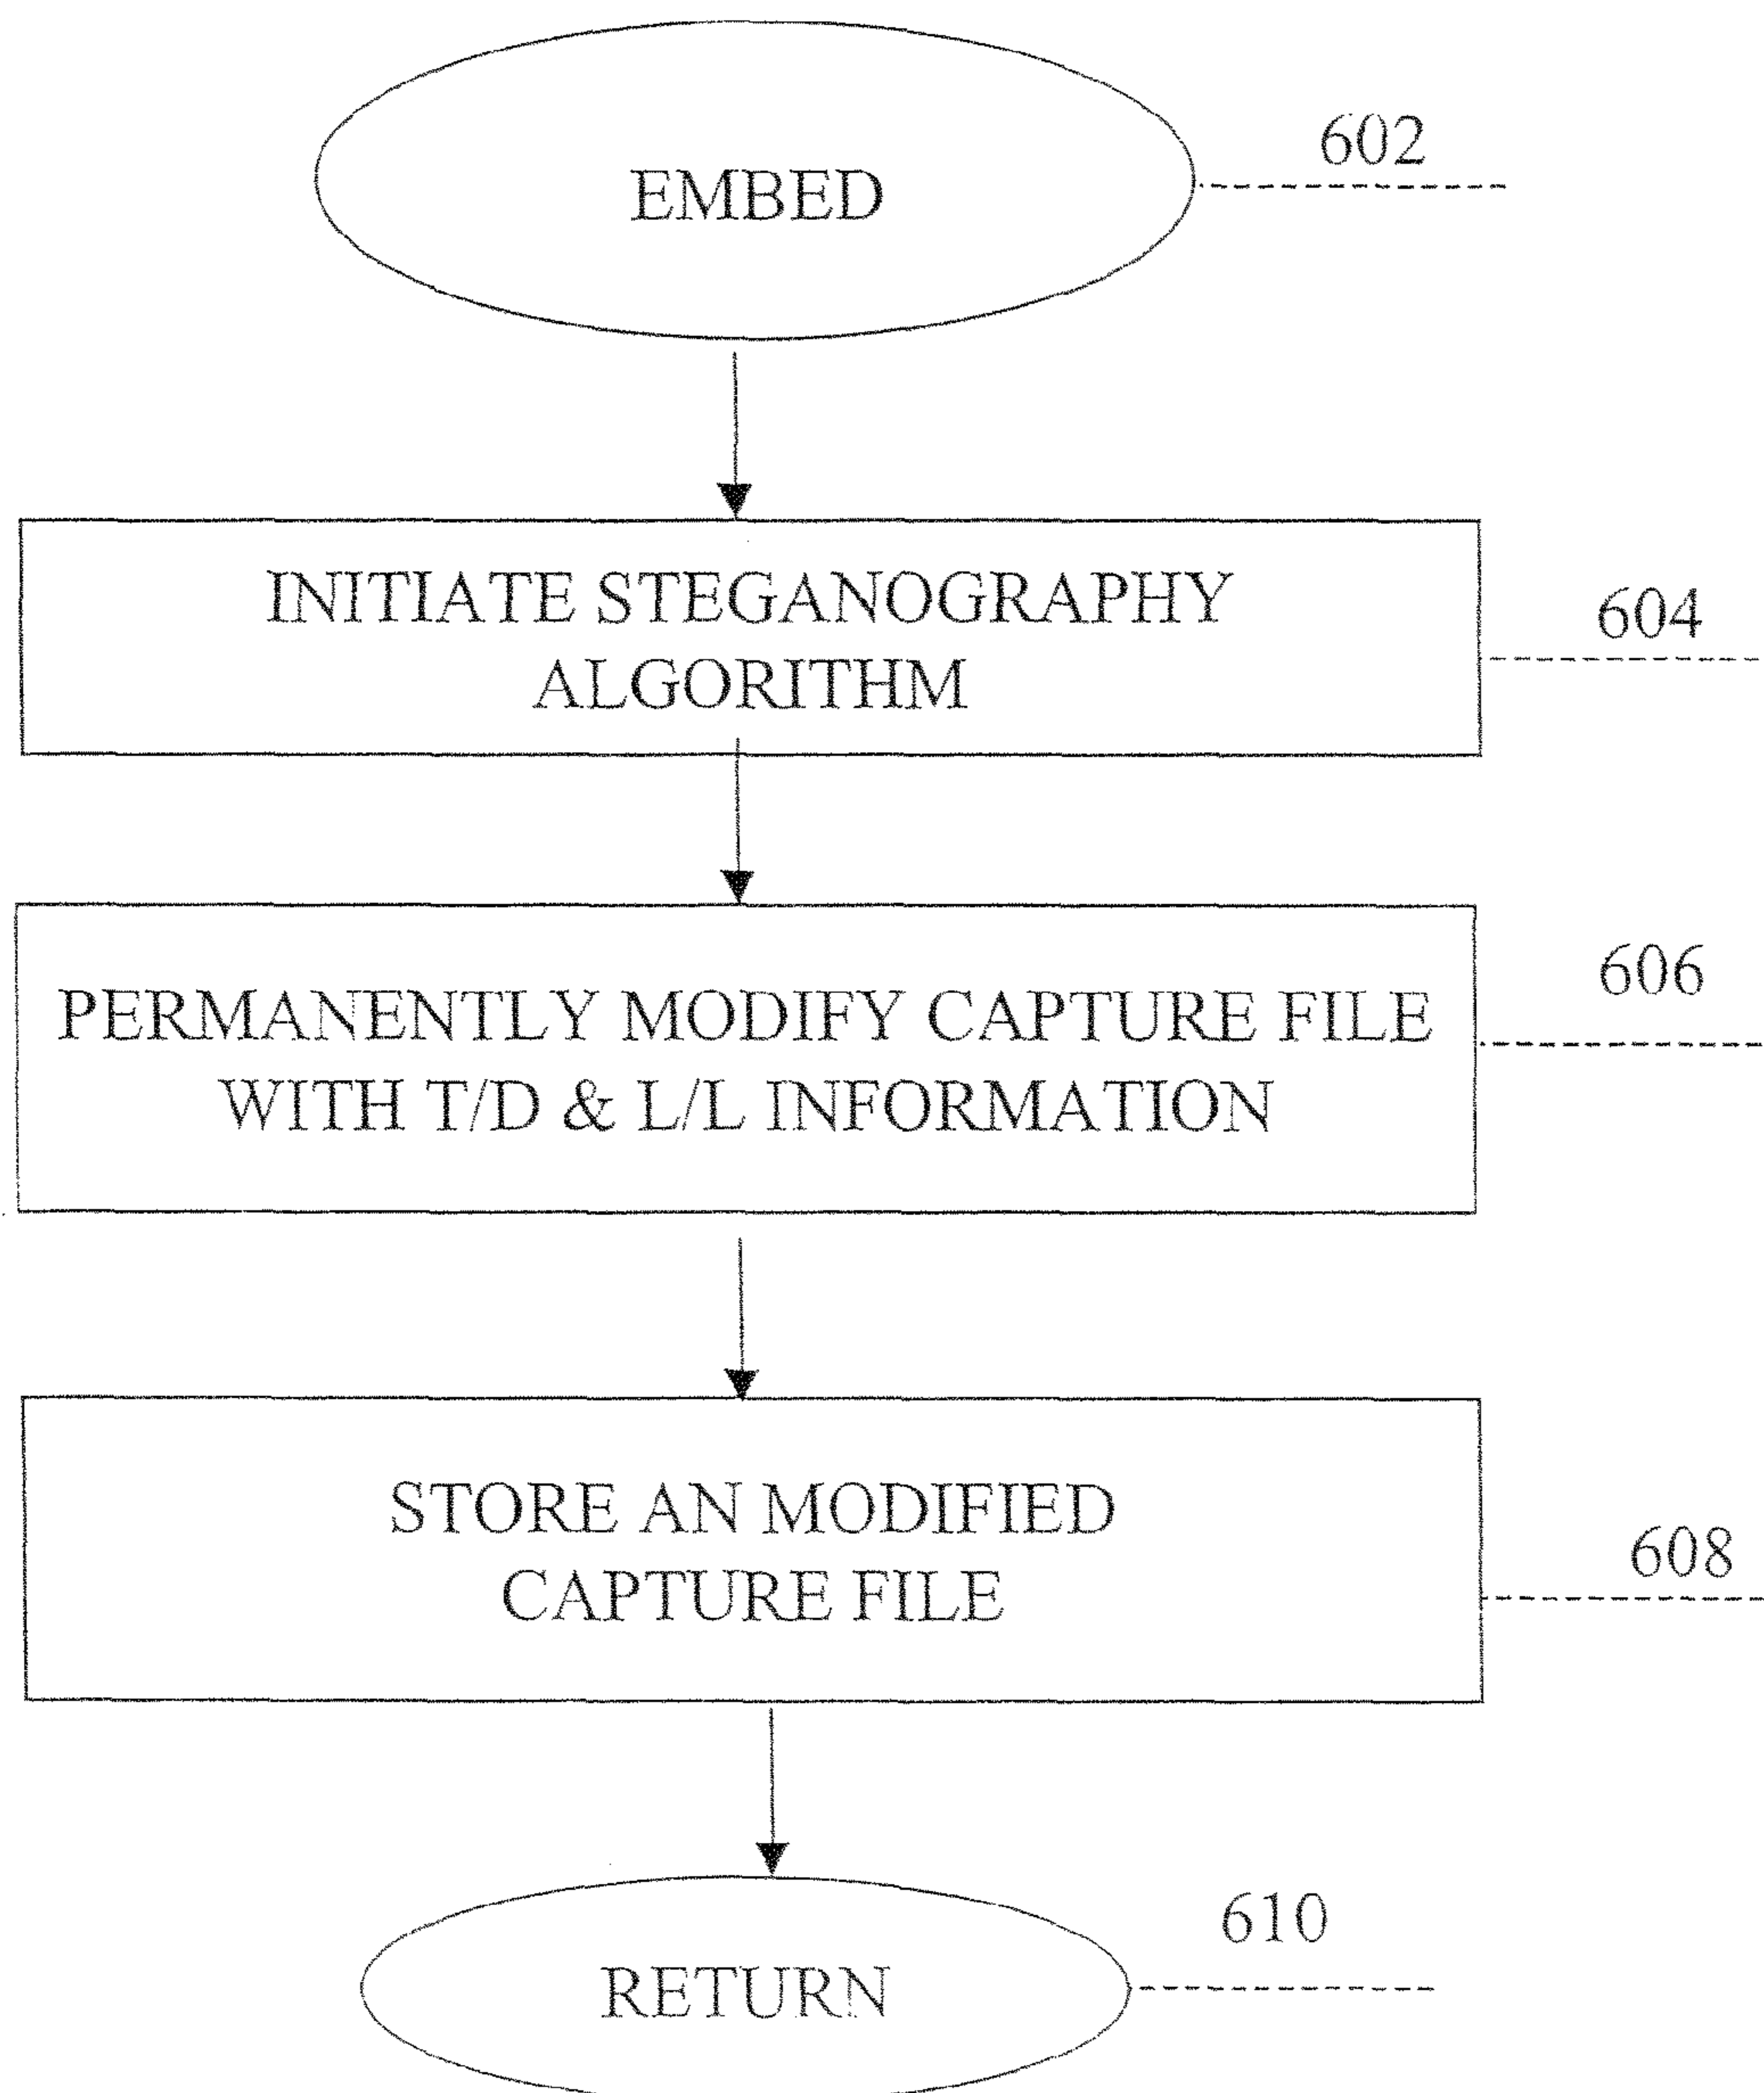 EMBED
602
INITIATE STEGANOGRAPHY
ALGORITHM
604
PERMANENTLY MODIFY CAPTURE FILE
WITH T/D & L/L INFORMATION
606
STORE AN MODIFIED
CAPTURE FILE
608
RETURN
610